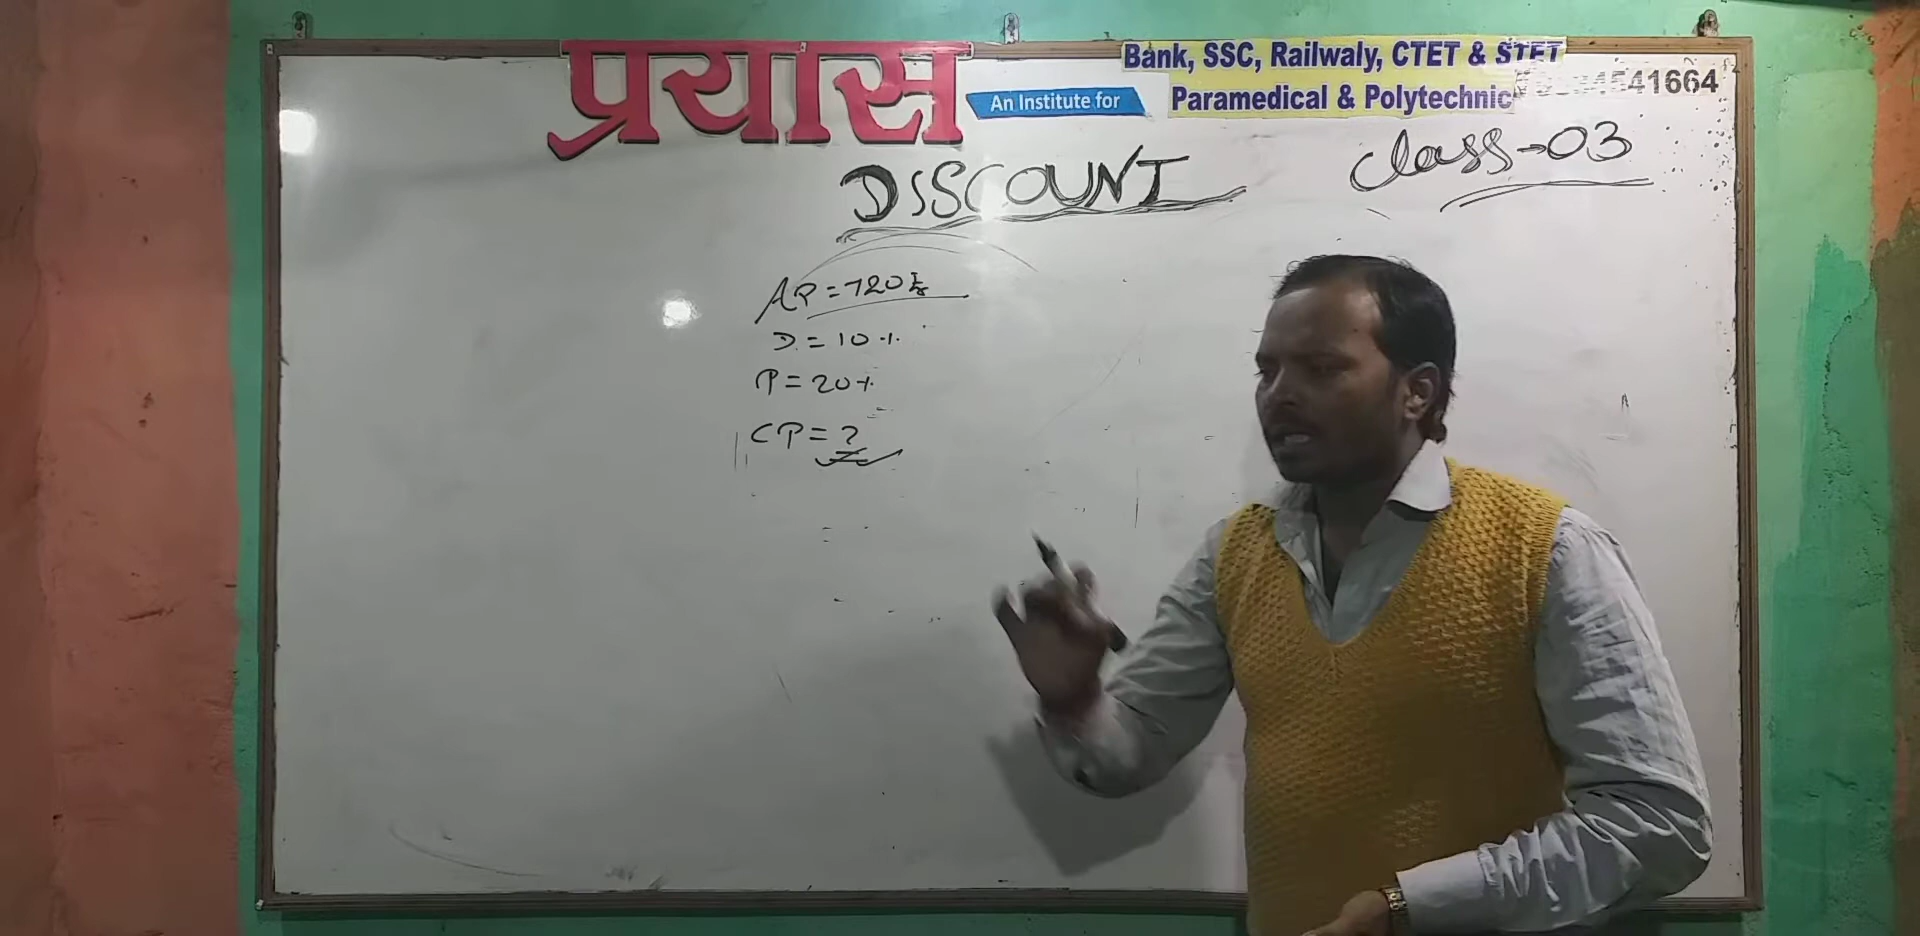 प्रयास
An Institute for
Bank, SSC, Railwaly, CTET & STET
Paramedical & Polytechnic
41664
DISCOUNT
Class-03
AP = 720 ₹
D = 10%
P = 20%
CP = ?